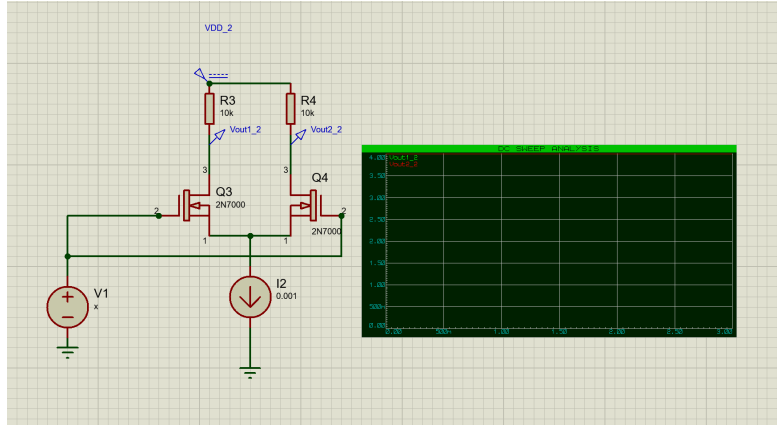 VDD_2
R3
10k
R4
10k
Vout1_2
Vout2_2
3
3
Q3
2N7000
Q4
2N7000
2
2
1
1
V1
x
I2
0.001
DC SWEEP ANALYSIS
Vout1_2
Vout2_2
4.00
3.50
3.00
2.50
2.00
1.50
1.00
500m
0.00
0.00
500m
1.00
1.50
2.00
2.50
3.00